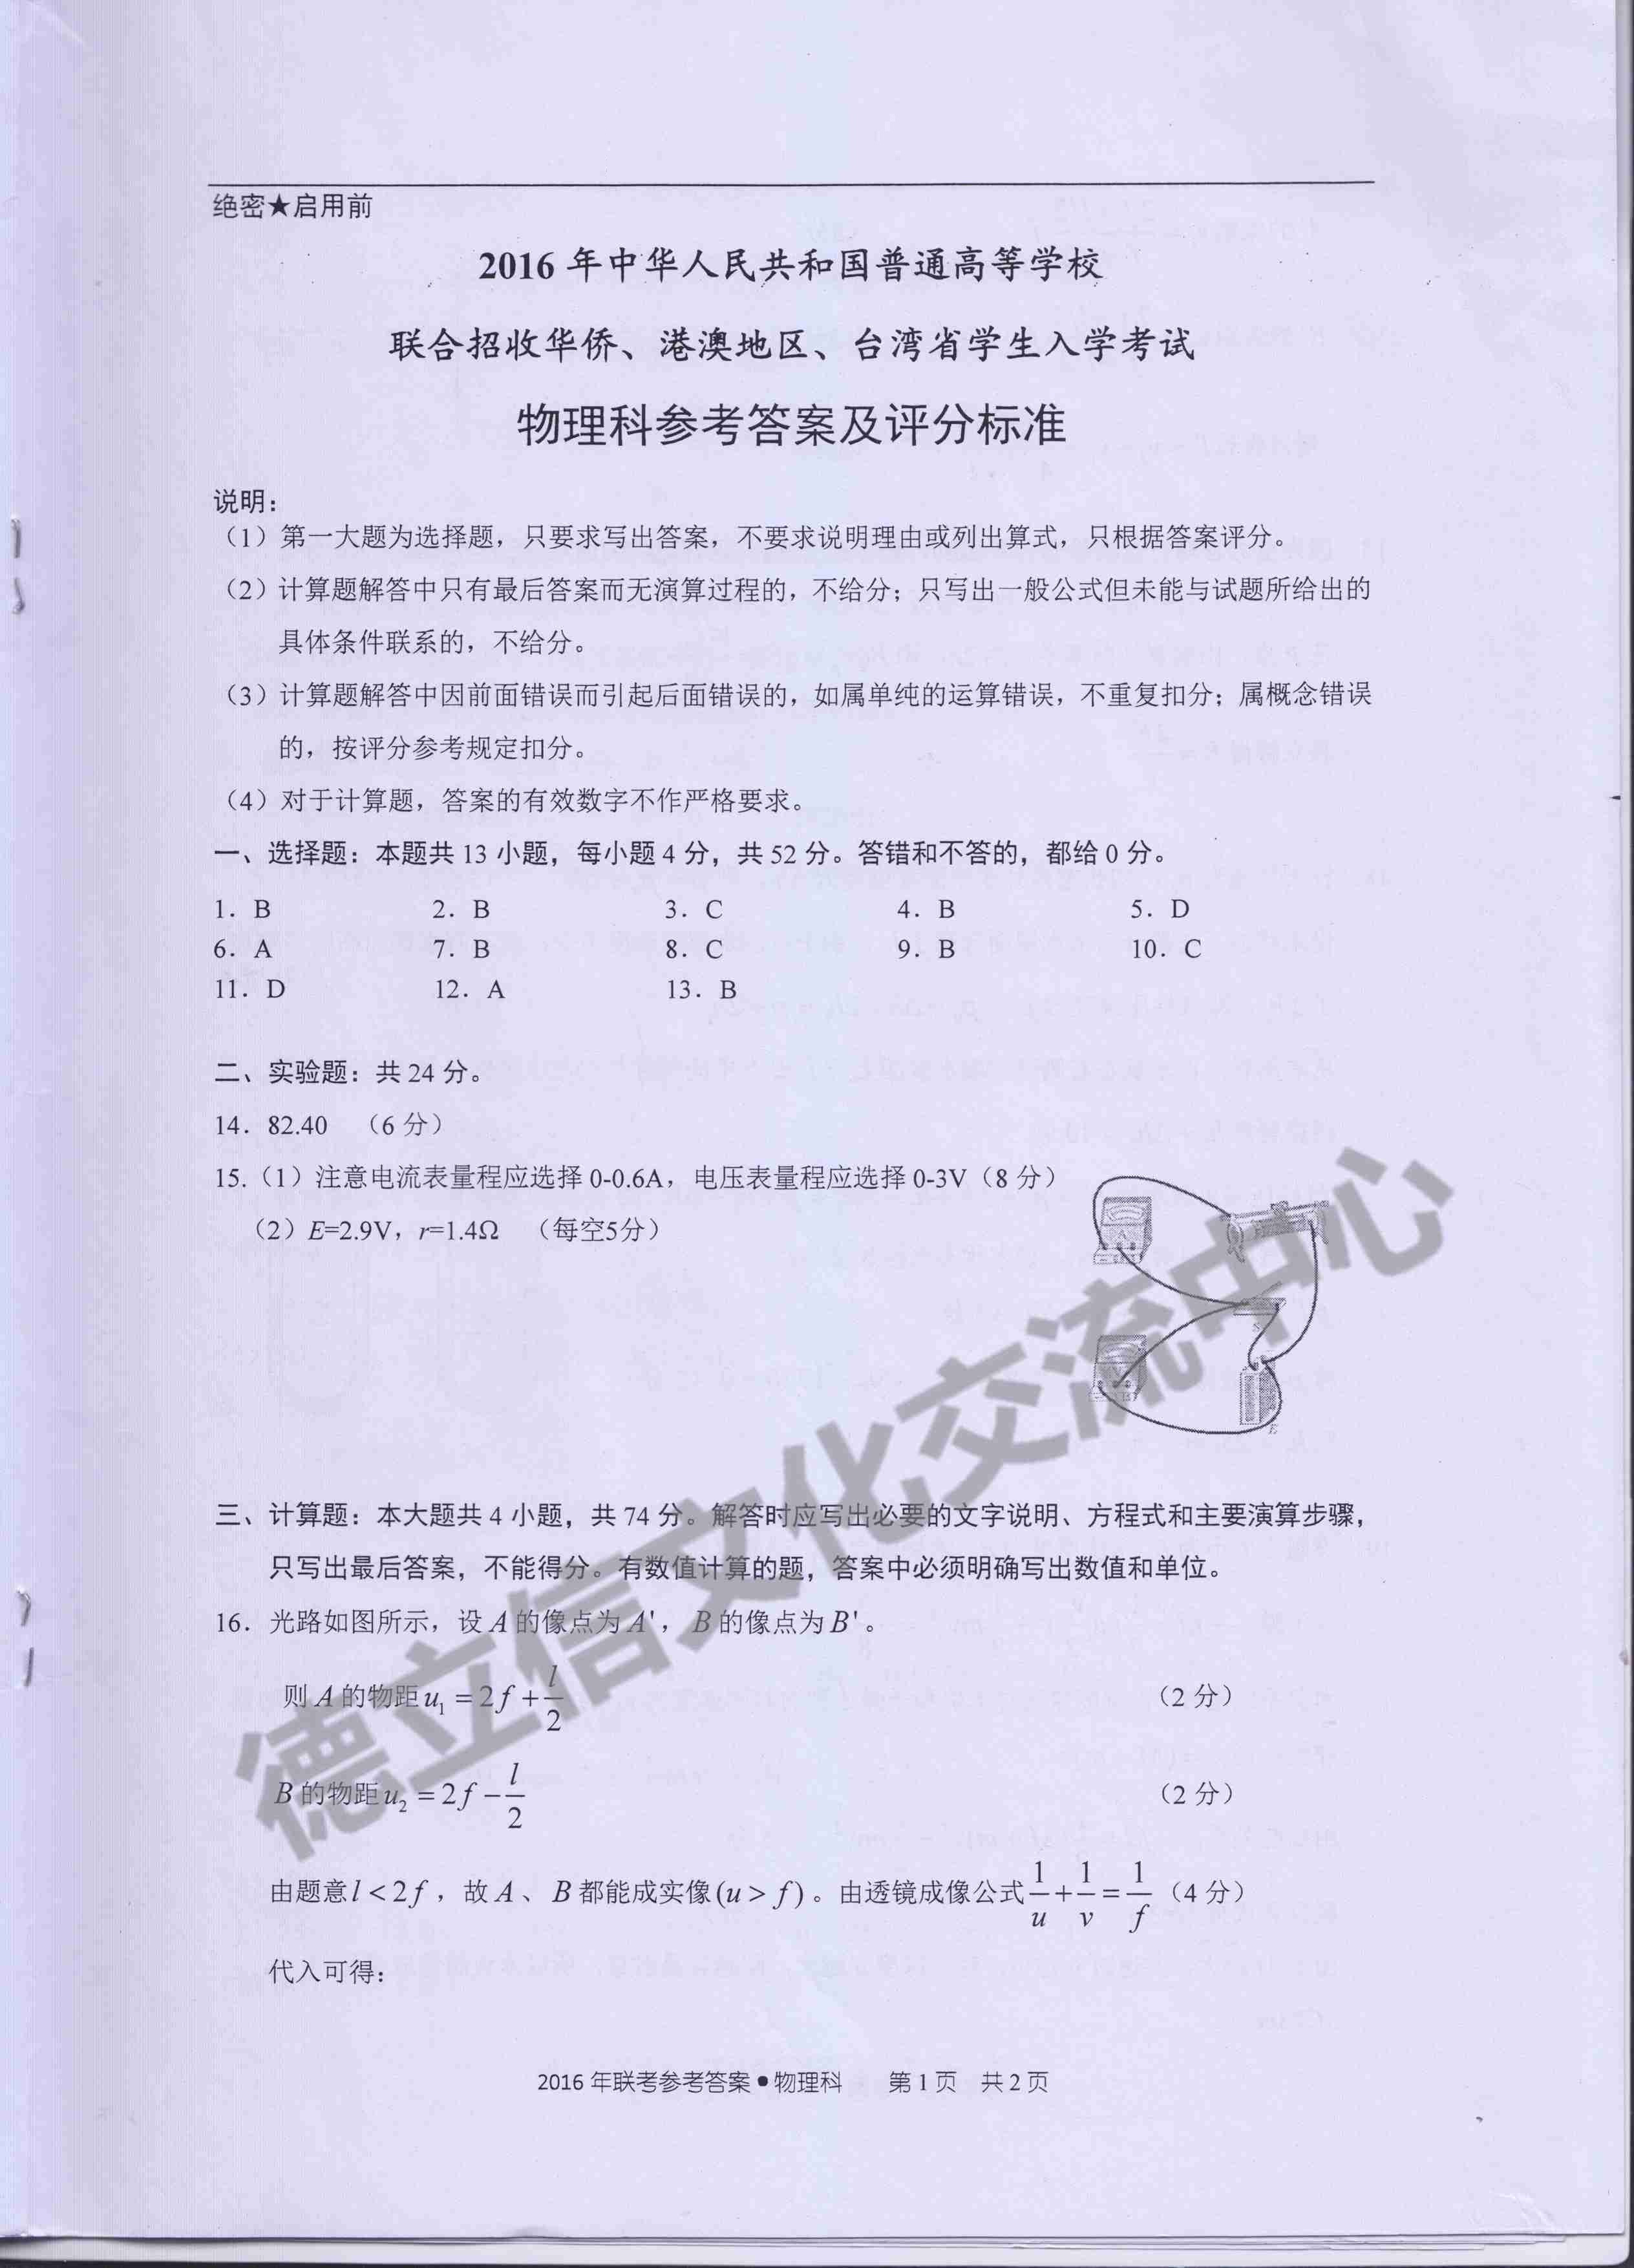 绝密★启用前
2016 年中华人民共和国普通高等学校
联合招收华侨、港澳地区、台湾省学生入学考试
物理科参考答案及评分标准
说明：
（1）第一大题为选择题，只要求写出答案，不要求说明理由或列出算式，只根据答案评分。
（2）计算题解答中只有最后答案而无演算过程的，不给分；只写出一般公式但未能与试题所给出的
具体条件联系的，不给分。
（3）计算题解答中因前面错误而引起后面错误的，如属单纯的运算错误，不重复扣分；属概念错误
的，按评分参考规定扣分。
（4）对于计算题，答案的有效数字不作严格要求。
一、选择题：本题共 13 小题，每小题 4 分，共 52 分。答错和不答的，都给 0 分。
1．B 2．B 3．C 4．B 5．D
6．A 7．B 8．C 9．B 10．C
11．D 12．A 13．B
二、实验题：共 24 分。
14．82.40 （6 分）
15.（1）注意电流表量程应选择 0-0.6A，电压表量程应选择 0-3V（8 分）
（2）E=2.9V，r=1.4Ω （每空5分）
A
S
V
E
三、计算题：本大题共 4 小题，共 74 分。解答时应写出必要的文字说明、方程式和主要演算步骤，
只写出最后答案，不能得分。有数值计算的题，答案中必须明确写出数值和单位。
16．光路如图所示，设 A 的像点为 A'，B 的像点为 B'。
则 A 的物距 u₁ = 2f + l/2 （2 分）
B 的物距 u₂ = 2f − l/2 （2 分）
由题意 l < 2f，故 A、B 都能成实像 (u > f)。由透镜成像公式 1/u + 1/v = 1/f （4 分）
代入可得：
2016 年联考参考答案●物理科 第 1 页 共 2 页
德立信文化交流中心